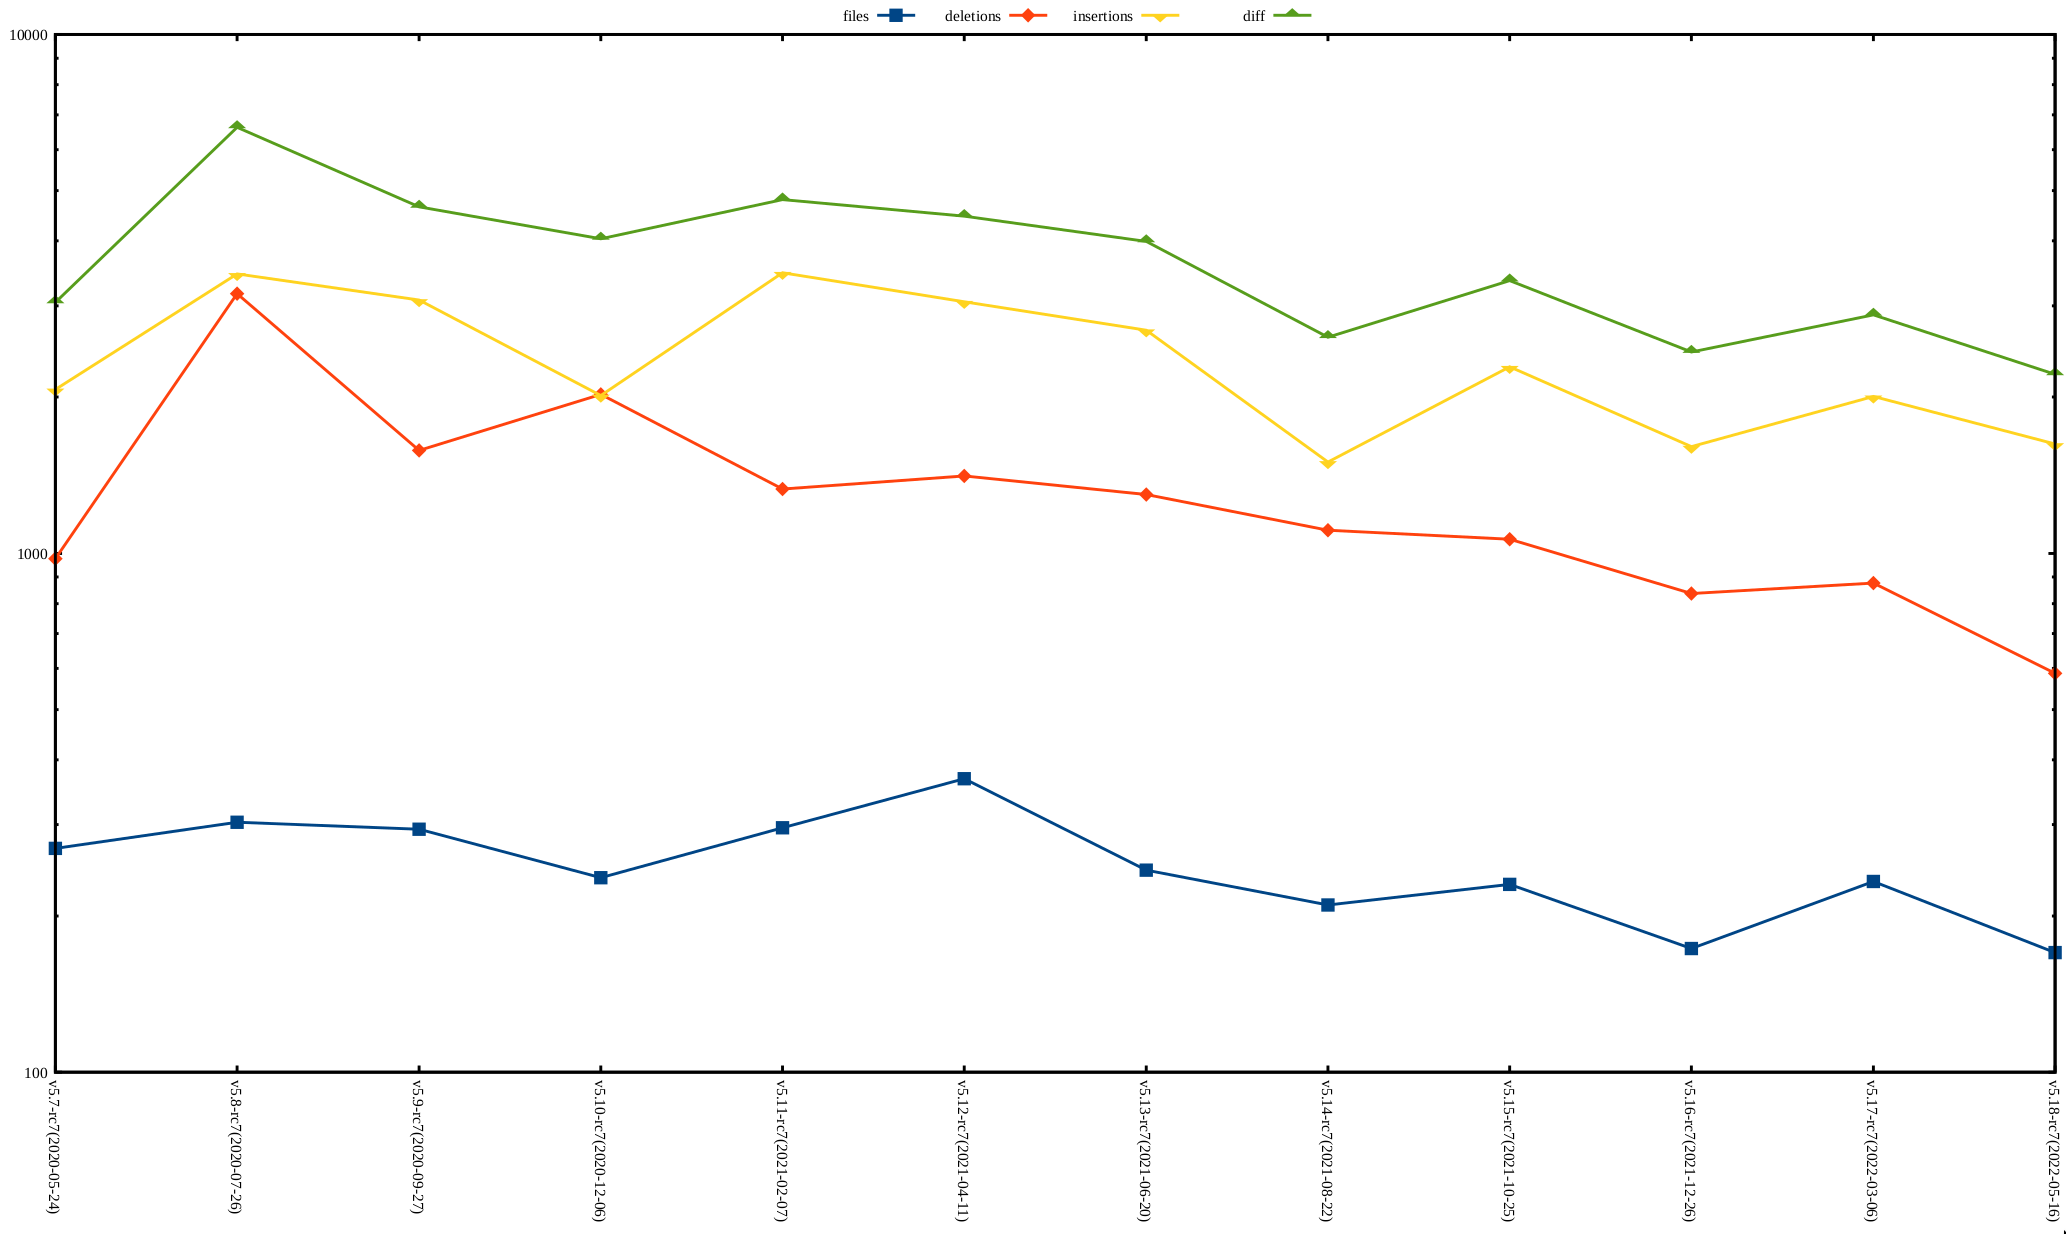 files deletions insertions diff
10000
1000
100
v5.7-rc7(2020-05-24)
v5.8-rc7(2020-07-26)
v5.9-rc7(2020-09-27)
v5.10-rc7(2020-12-06)
v5.11-rc7(2021-02-07)
v5.12-rc7(2021-04-11)
v5.13-rc7(2021-06-20)
v5.14-rc7(2021-08-22)
v5.15-rc7(2021-10-25)
v5.16-rc7(2021-12-26)
v5.17-rc7(2022-03-06)
v5.18-rc7(2022-05-16)